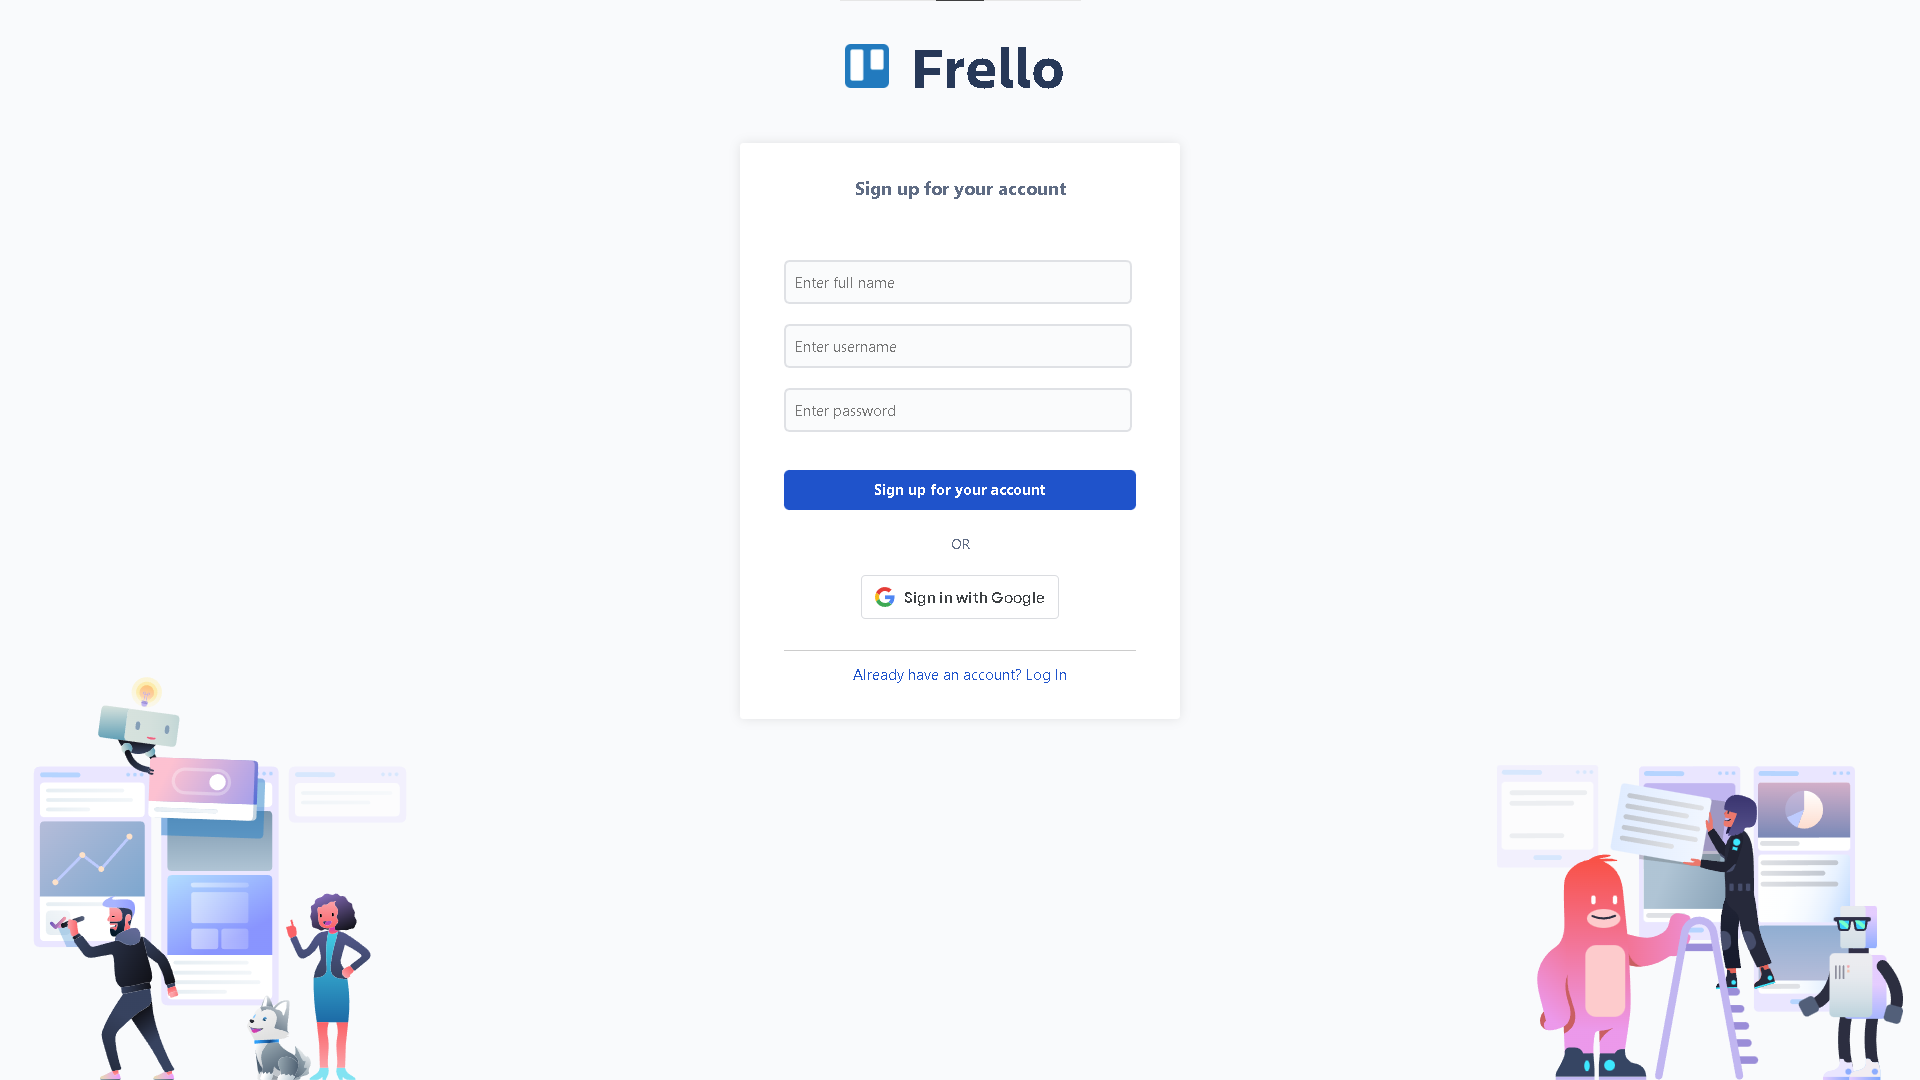 Frello
Sign up for your account
Enter full name
Enter username
Enter password
Sign up for your account
OR
Sign in with Google
Already have an account? Log In